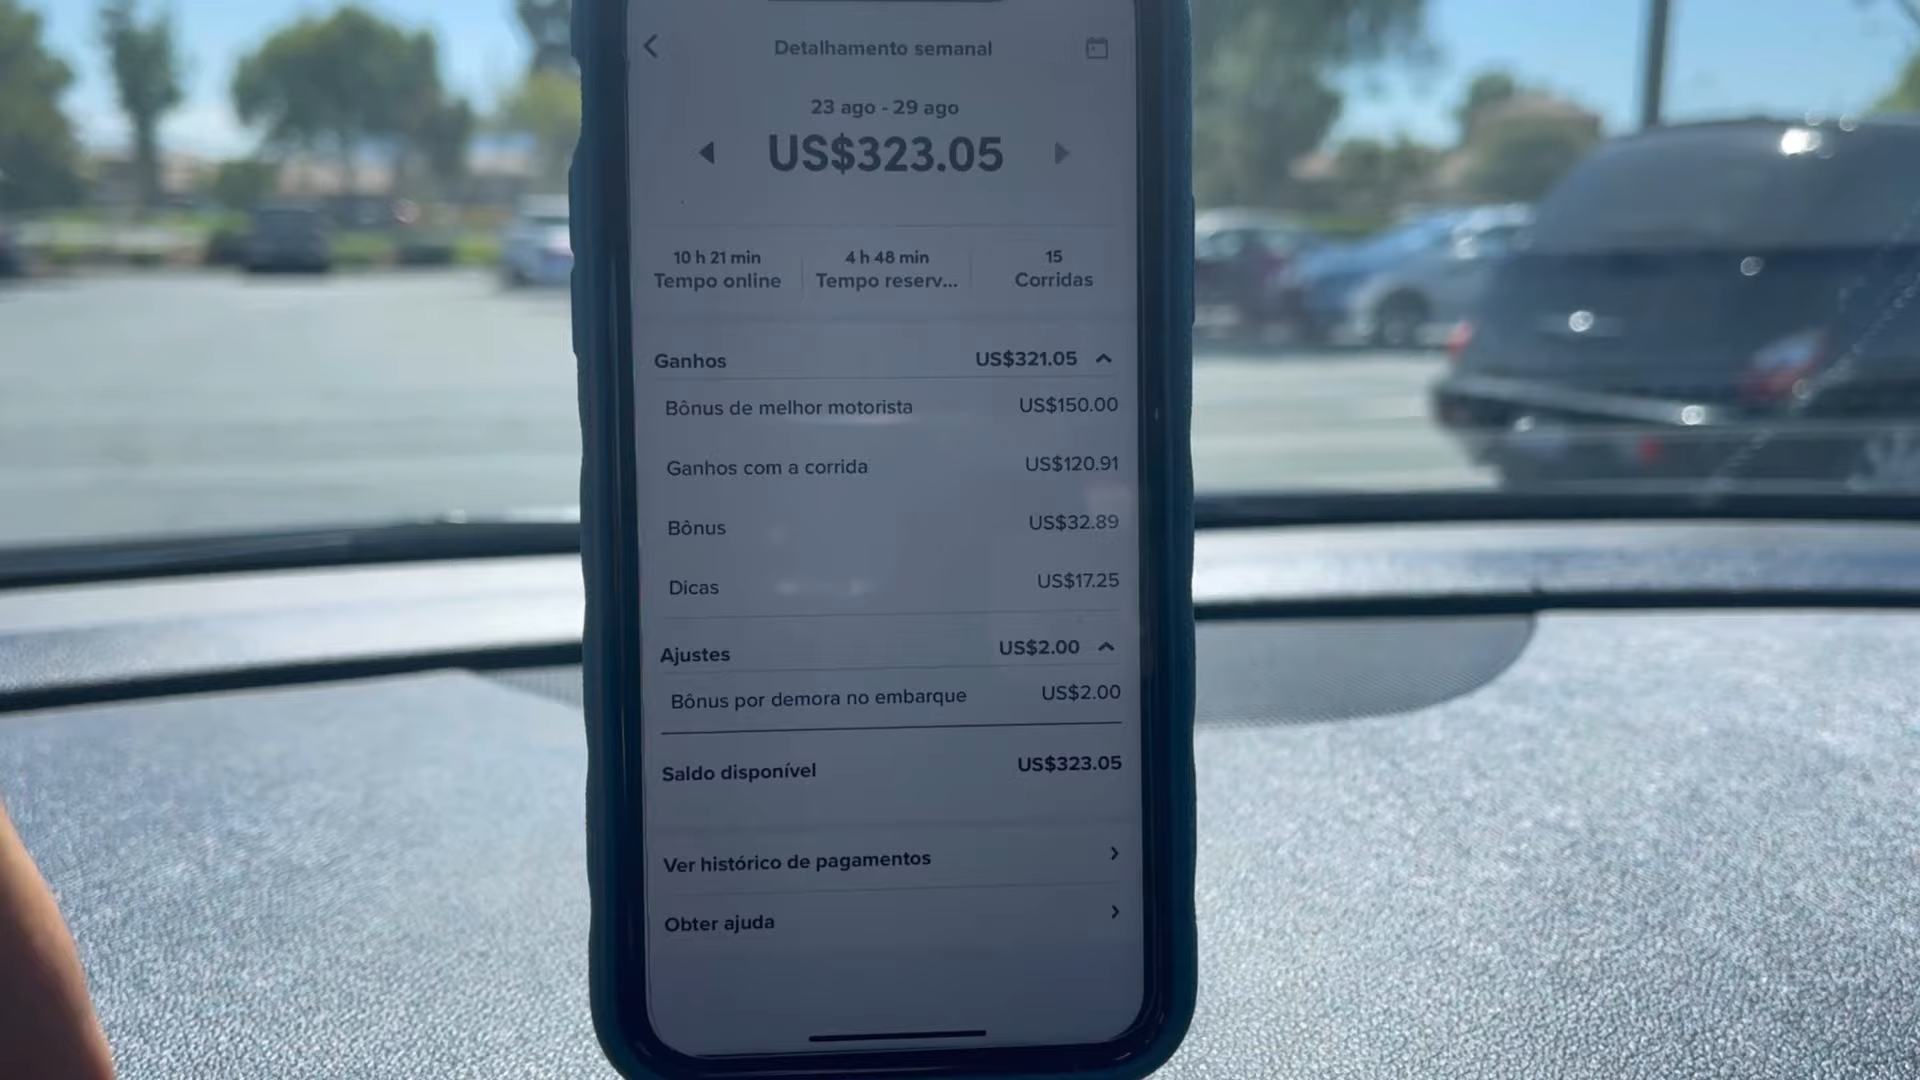 Detalhamento semanal
23 ago - 29 ago
US$323.05
10 h 21 min 4 h 48 min 15
Tempo online Tempo reserv... Corridas
Ganhos US$321.05
Bônus de melhor motorista US$150.00
Ganhos com a corrida US$120.91
Bônus US$32.89
Dicas US$17.25
Ajustes US$2.00
Bônus por demora no embarque US$2.00
Saldo disponível US$323.05
Ver histórico de pagamentos
Obter ajuda